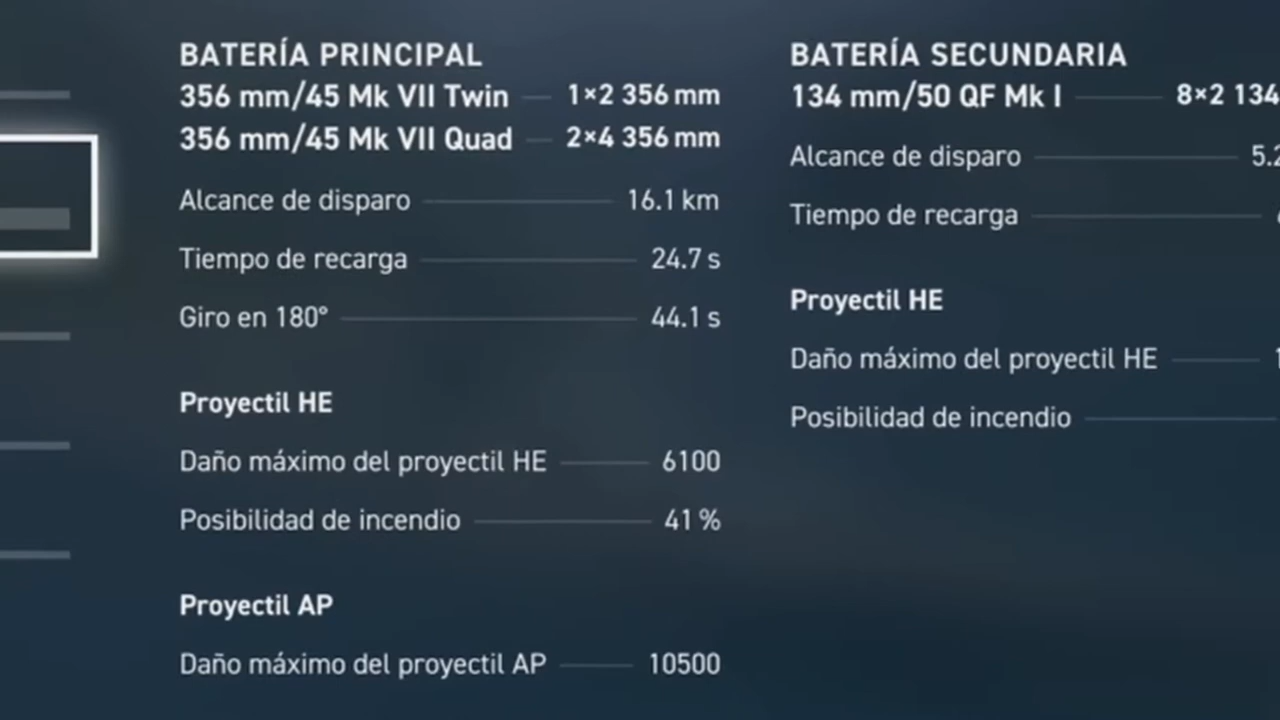 BATERÍA PRINCIPAL
356 mm/45 Mk VII Twin 1×2 356 mm
356 mm/45 Mk VII Quad 2×4 356 mm
Alcance de disparo 16.1 km
Tiempo de recarga 24.7 s
Giro en 180° 44.1 s
Proyectil HE
Daño máximo del proyectil HE 6100
Posibilidad de incendio 41 %
Proyectil AP
Daño máximo del proyectil AP 10500
BATERÍA SECUNDARIA
134 mm/50 QF Mk I 8×2 134
Alcance de disparo
Tiempo de recarga
Proyectil HE
Daño máximo del proyectil HE
Posibilidad de incendio